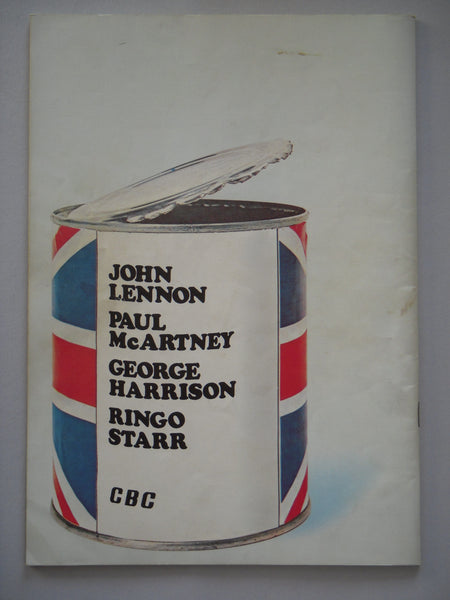 JOHN
LENNON
PAUL
McARTNEY
GEORGE
HARRISON
RINGO
STARR
CBC